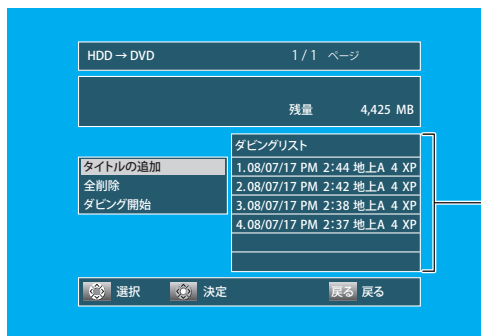 HDD → DVD 1/1 ページ
残量 4,425 MB
ダビングリスト
タイトルの追加
全削除
ダビング開始
1.08/07/17 PM 2:44 地上A 4 XP
2.08/07/17 PM 2:42 地上A 4 XP
3.08/07/17 PM 2:38 地上A 4 XP
4.08/07/17 PM 2:37 地上A 4 XP
選択 決定 戻る 戻る